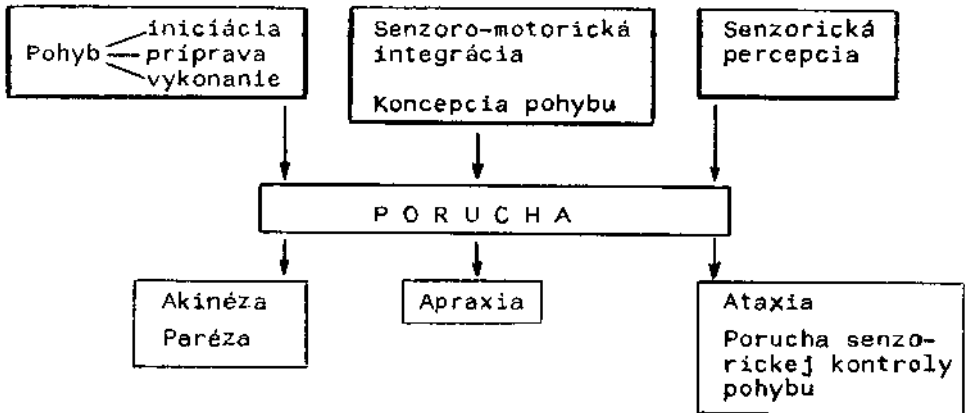 Pohyb
iniciácia
príprava
vykonanie
Senzoro-motorická
integrácia
Koncepcia pohybu
Senzorická
percepcia
P O R U C H A
Akinéza
Paréza
Apraxia
Ataxia
Porucha senzo-
rickej kontroly
pohybu